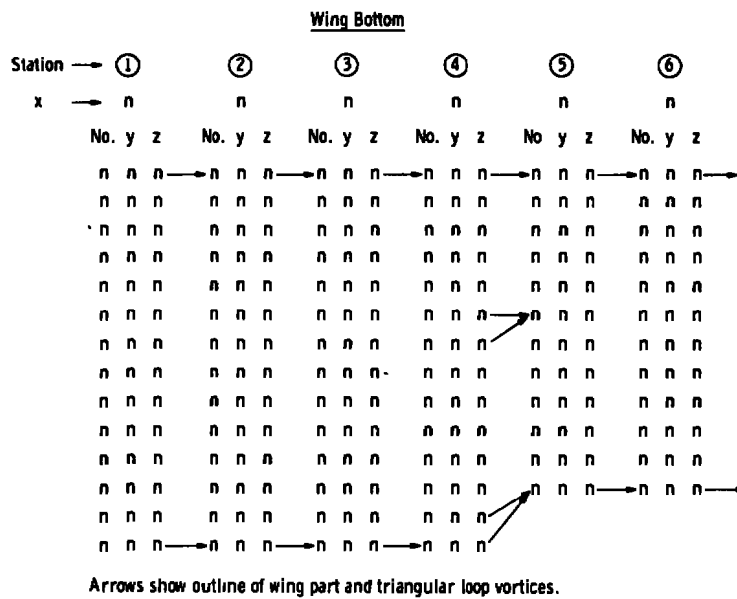 Wing Bottom
Station → ① ② ③ ④ ⑤ ⑥
x → n n n n n n
No. y z No. y z No. y z No. y z No y z No. y z
n n n → n n n → n n n → n n n → n n n → n n n →
n n n n n n n n n n n n n n n n n n
n n n n n n n n n n n n n n n n n n
n n n n n n n n n n n n n n n n n n
n n n n n n n n n n n n n n n n n n
n n n n n n n n n n n n → n n n n n n
n n n n n n n n n n n n n n n n n n
n n n n n n n n n n n n n n n n n n
n n n n n n n n n n n n n n n n n n
n n n n n n n n n n n n n n n n n n
n n n n n n n n n n n n n n n n n n
n n n n n n n n n n n n n n n → n n n →
n n n n n n n n n n n n
n n n → n n n → n n n → n n n
Arrows show outline of wing part and triangular loop vortices.